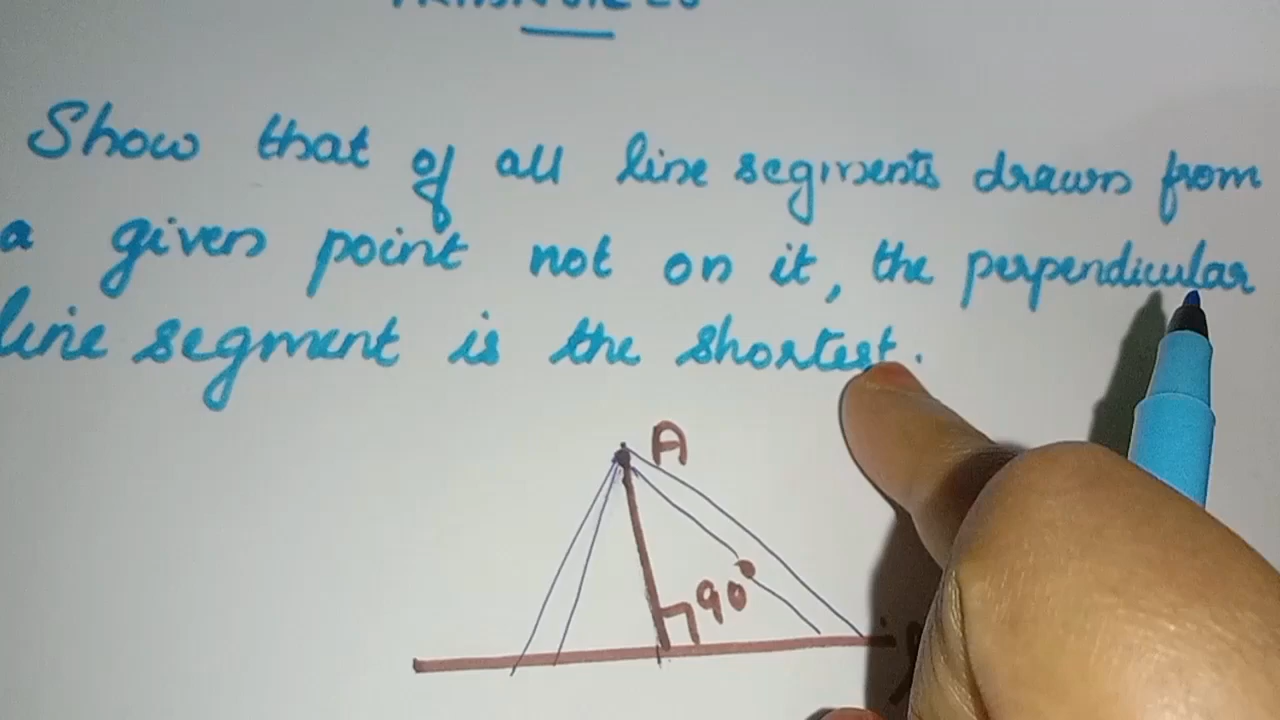 Show that of all line segments drawn from
a given point not on it, the perpendicular
line segment is the shortest.
A
90°